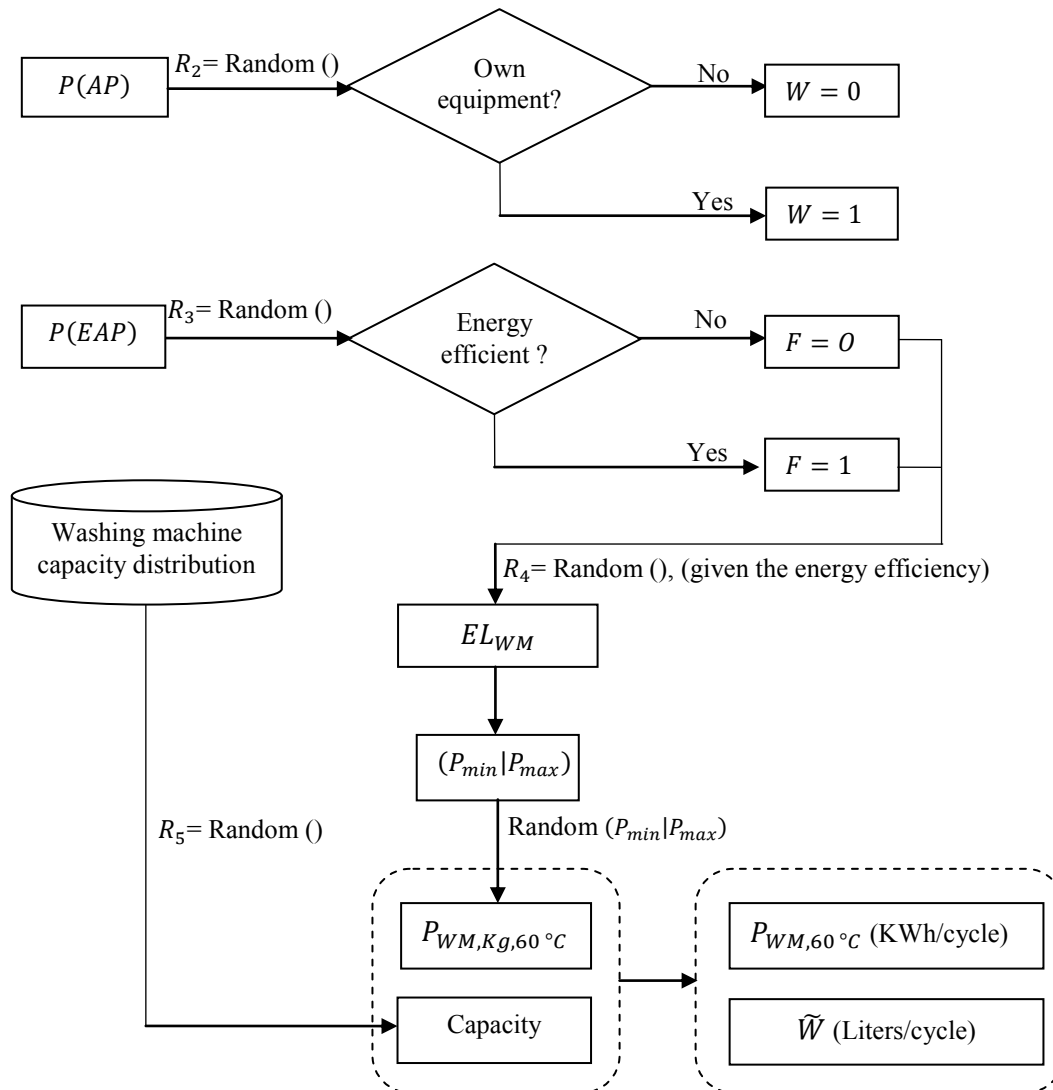 P(AP)
R₂= Random ()
Own
equipment?
No
W = 0
Yes
W = 1
P(EAP)
R₃= Random ()
Energy
efficient ?
No
F = O
Yes
F = 1
Washing machine
capacity distribution
R₄= Random (), (given the energy efficiency)
EL_WM
(P_min|P_max)
R₅= Random ()
Random (P_min|P_max)
P_WM,Kg,60 °C
P_WM,60 °C (KWh/cycle)
Capacity
W̃ (Liters/cycle)